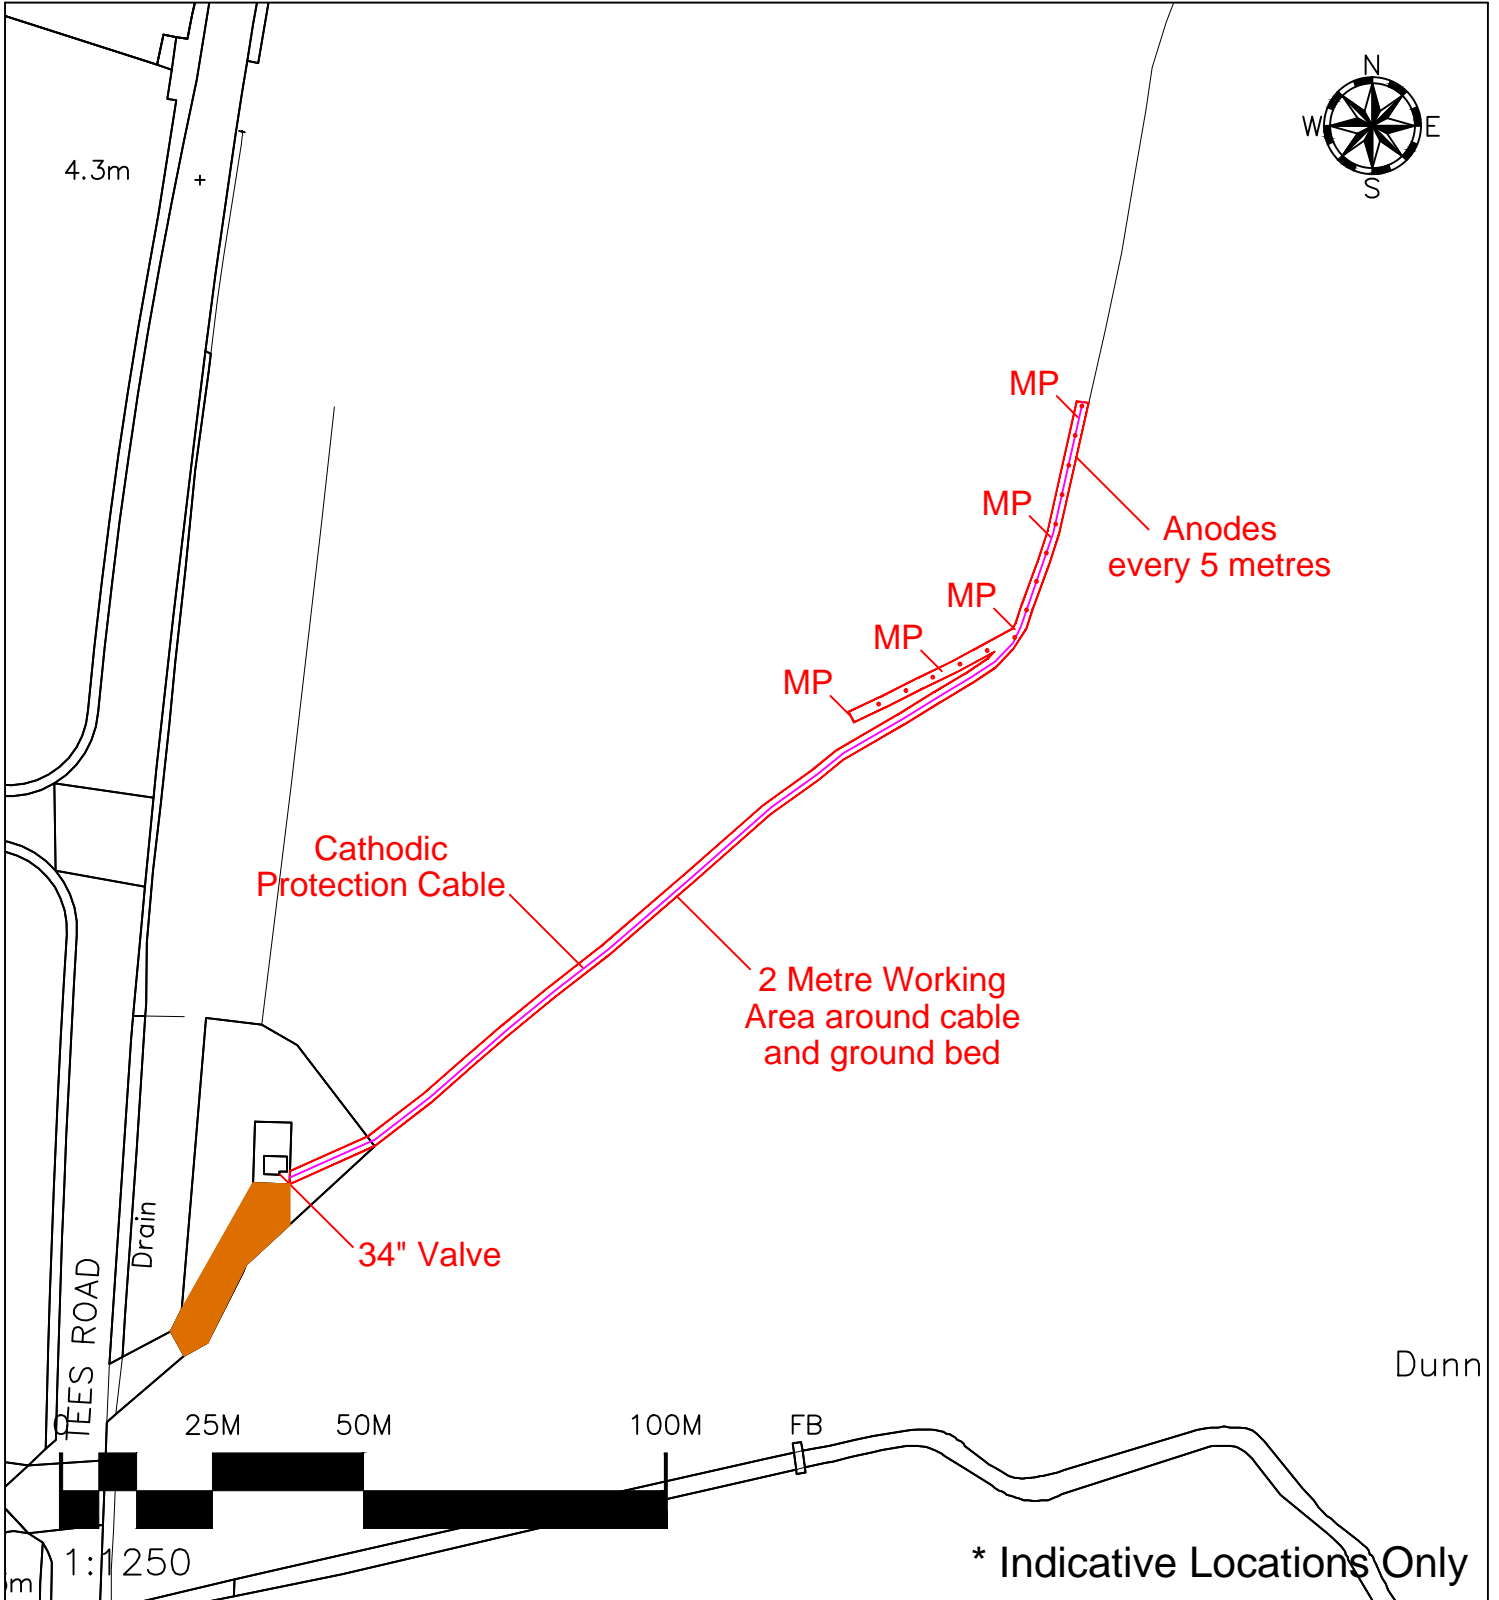 N
W
E
S
4.3m
MP
MP
Anodes
every 5 metres
MP
MP
MP
Cathodic
Protection Cable
2 Metre Working
Area around cable
and ground bed
34" Valve
Drain
TEES ROAD
Dunn
0
25M
50M
100M
FB
1:1250
* Indicative Locations Only
m